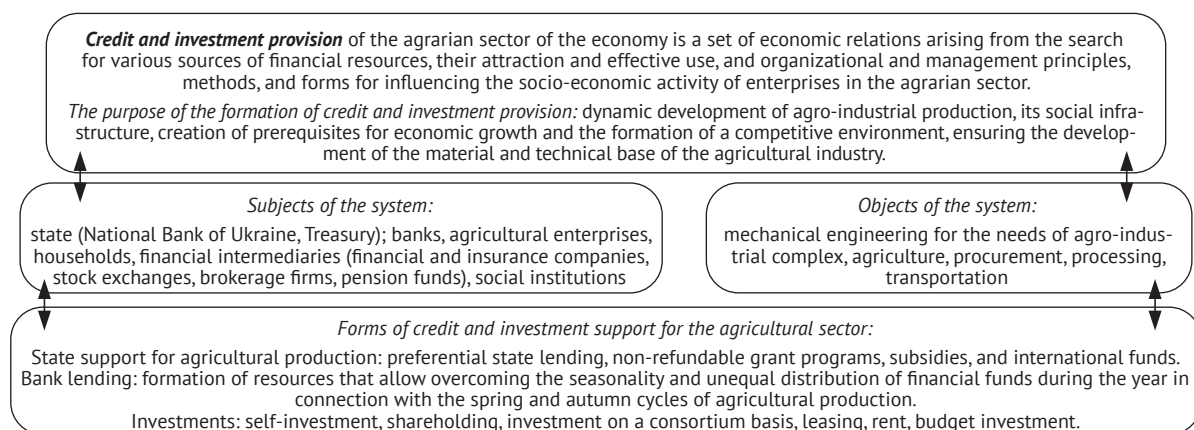 Credit and investment provision of the agrarian sector of the economy is a set of economic relations arising from the search
for various sources of financial resources, their attraction and effective use, and organizational and management principles,
methods, and forms for influencing the socio-economic activity of enterprises in the agrarian sector.
The purpose of the formation of credit and investment provision: dynamic development of agro-industrial production, its social infra-
structure, creation of prerequisites for economic growth and the formation of a competitive environment, ensuring the develop-
ment of the material and technical base of the agricultural industry.
Subjects of the system:
state (National Bank of Ukraine, Treasury); banks, agricultural enterprises,
households, financial intermediaries (financial and insurance companies,
stock exchanges, brokerage firms, pension funds), social institutions
Objects of the system:
mechanical engineering for the needs of agro-indus-
trial complex, agriculture, procurement, processing,
transportation
Forms of credit and investment support for the agricultural sector:
State support for agricultural production: preferential state lending, non-refundable grant programs, subsidies, and international funds.
Bank lending: formation of resources that allow overcoming the seasonality and unequal distribution of financial funds during the year in
connection with the spring and autumn cycles of agricultural production.
Investments: self-investment, shareholding, investment on a consortium basis, leasing, rent, budget investment.